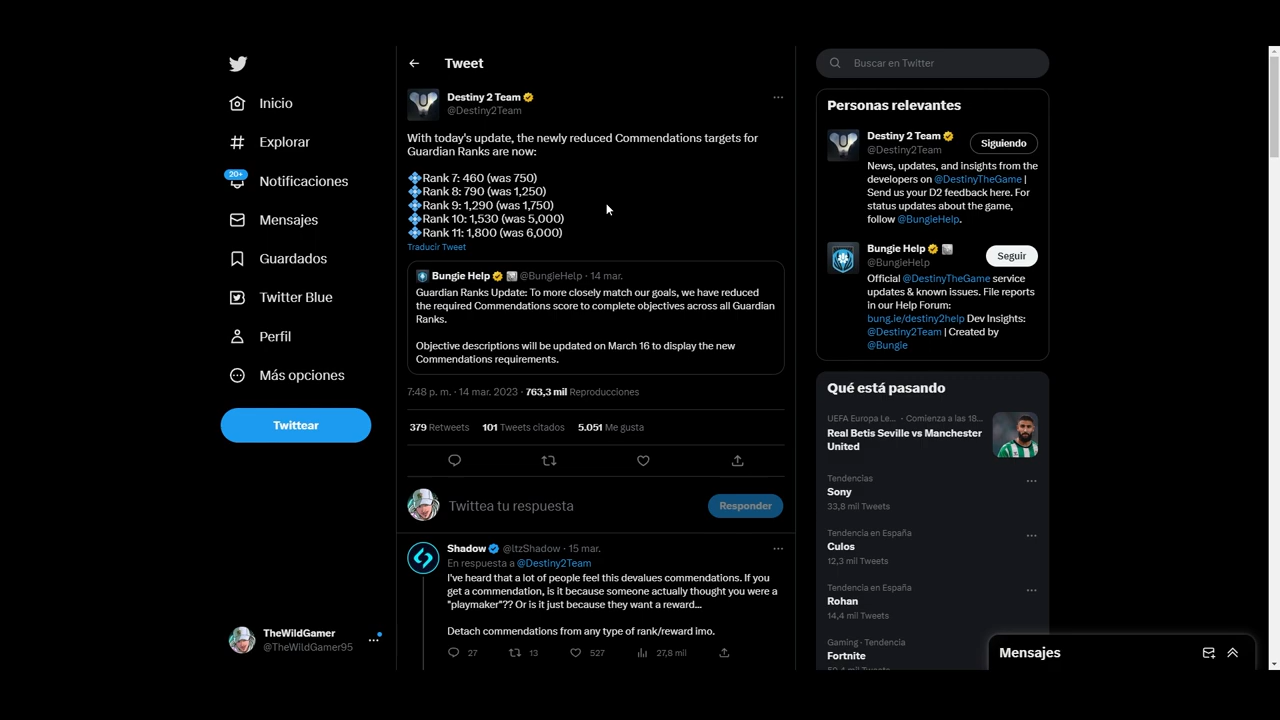 Inicio
Explorar
20+
Notificaciones
Mensajes
Guardados
Twitter Blue
Perfil
Más opciones
Twittear
TheWildGamer
@TheWildGamer95
Tweet
Destiny 2 Team
@Destiny2Team
With today's update, the newly reduced Commendations targets for
Guardian Ranks are now:
Rank 7: 460 (was 750)
Rank 8: 790 (was 1,250)
Rank 9: 1,290 (was 1,750)
Rank 10: 1,530 (was 5,000)
Rank 11: 1,800 (was 6,000)
Traducir Tweet
Bungie Help @BungieHelp · 14 mar.
Guardian Ranks Update: To more closely match our goals, we have reduced
the required Commendations score to complete objectives across all Guardian
Ranks.
Objective descriptions will be updated on March 16 to display the new
Commendations requirements.
7:48 p. m. · 14 mar. 2023 · 763,3 mil Reproducciones
379 Retweets 101 Tweets citados 5.051 Me gusta
Twittea tu respuesta
Responder
Shadow @ltzShadow · 15 mar.
En respuesta a @Destiny2Team
I've heard that a lot of people feel this devalues commendations. If you
get a commendation, is it because someone actually thought you were a
"playmaker"?? Or is it just because they want a reward...
Detach commendations from any type of rank/reward imo.
27 13 527 27,8 mil
Buscar en Twitter
Personas relevantes
Destiny 2 Team
@Destiny2Team
Siguiendo
News, updates, and insights from the
developers on @DestinyTheGame |
Send us your D2 feedback here. For
status updates about the game,
follow @BungieHelp.
Bungie Help
@BungieHelp
Seguir
Official @DestinyTheGame service
updates & known issues. File reports
in our Help Forum:
bung.ie/destiny2help Dev Insights:
@Destiny2Team | Created by
@Bungie
Qué está pasando
UEFA Europa Le... · Comienza a las 18...
Real Betis Seville vs Manchester
United
Tendencias
Sony
33,8 mil Tweets
Tendencia en España
Culos
12,3 mil Tweets
Tendencia en España
Rohan
14,4 mil Tweets
Gaming · Tendencia
Fortnite
Mensajes